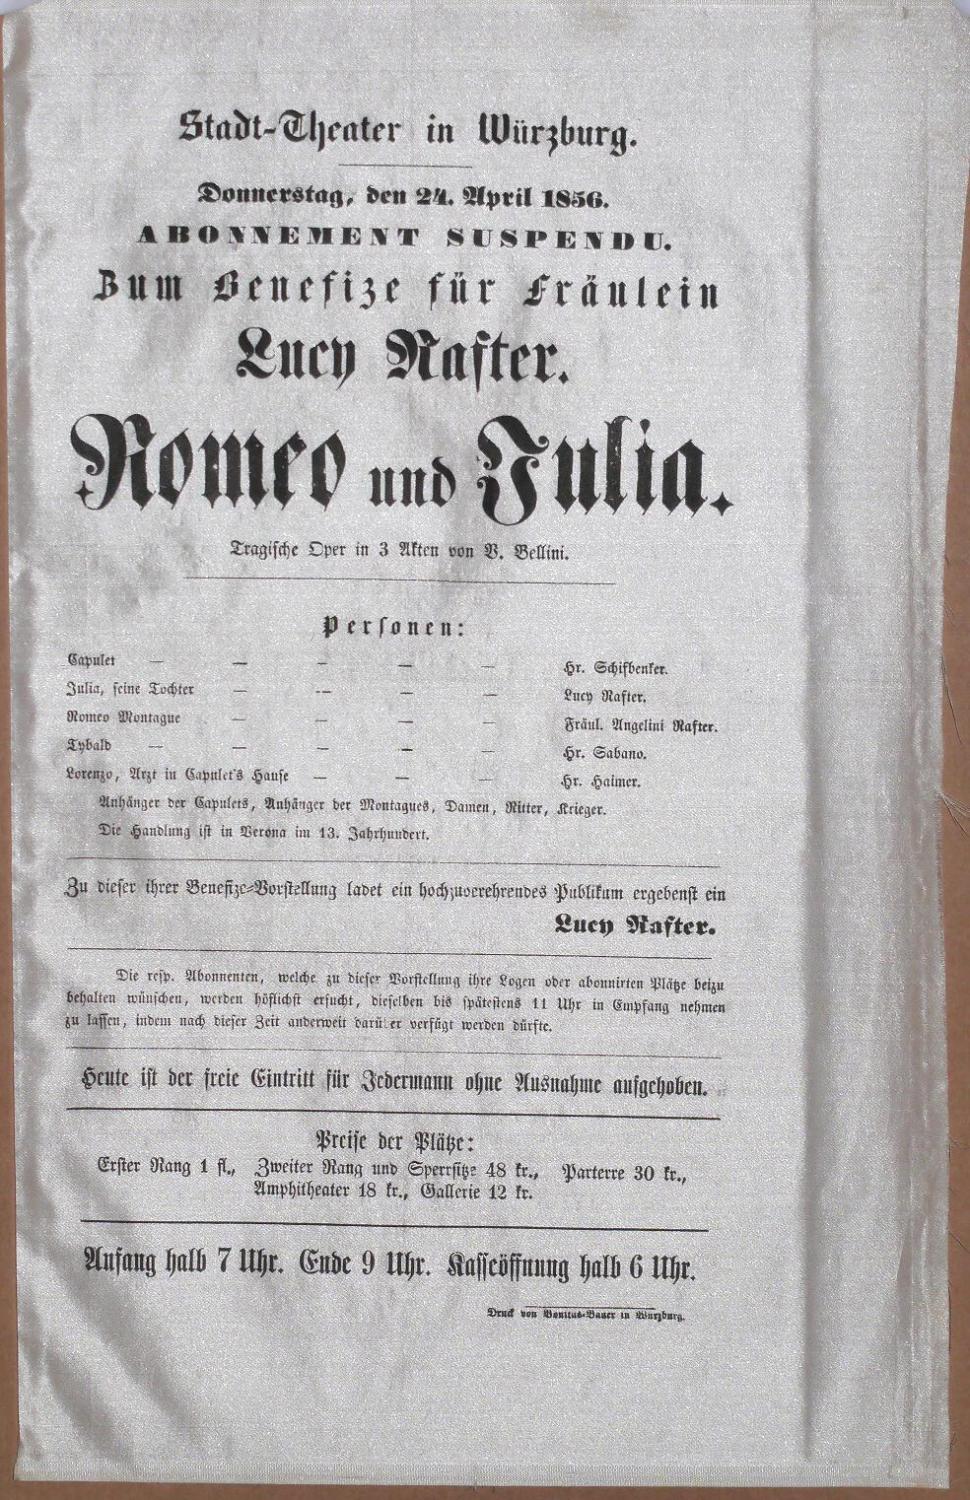 Stadt-Theater in Würzburg.
Donnerstag, den 24. April 1856.
ABONNEMENT SUSPENDU.
Zum Benefize für Fräulein
Lucy Rafter.
Romeo und Julia.
Tragische Oper in 3 Akten von V. Bellini.
Personen:
Capulet — — — — — Hr. Schifbenker.
Julia, seine Tochter — -- — — Lucy Rafter.
Romeo Montague — — — — Fräul. Angelini Rafter.
Tybald — — — — — Hr. Sabano.
Lorenzo, Arzt in Capulet's Hause — — — Hr. Haimer.
Anhänger der Capulets, Anhänger der Montagues, Damen, Ritter, Krieger.
Die Handlung ist in Verona im 13. Jahrhundert.
Zu dieser ihrer Benefize-Vorstellung ladet ein hochzuverehrendes Publikum ergebenst ein
Lucy Rafter.
Die resp. Abonnenten, welche zu dieser Vorstellung ihre Logen oder abonnirten Plätze beizu
behalten wünschen, werden höflichst ersucht, dieselben bis spätestens 11 Uhr in Empfang nehmen
zu lassen, indem nach dieser Zeit anderweit darüber verfügt werden dürfte.
Heute ist der freie Eintritt für Jedermann ohne Ausnahme aufgehoben.
Preise der Plätze:
Erster Rang 1 fl., Zweiter Rang und Sperrsitze 48 kr., Parterre 30 kr.,
Amphitheater 18 kr., Gallerie 12 kr.
Anfang halb 7 Uhr. Ende 9 Uhr. Kasseöffnung halb 6 Uhr.
Druck von Bonitas-Bauer in Würzburg.